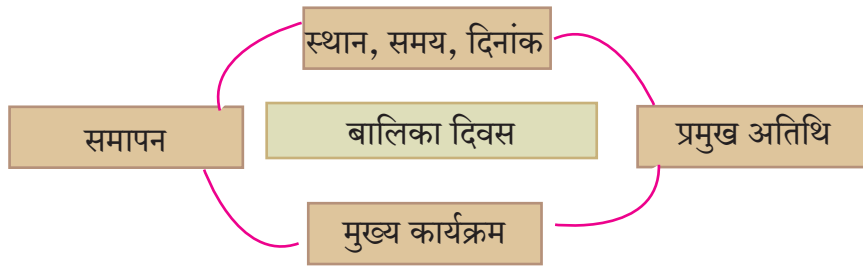 स्थान, समय, दिनांक
समापन
बालिका दिवस
प्रमुख अतिथि
मुख्य कार्यक्रम